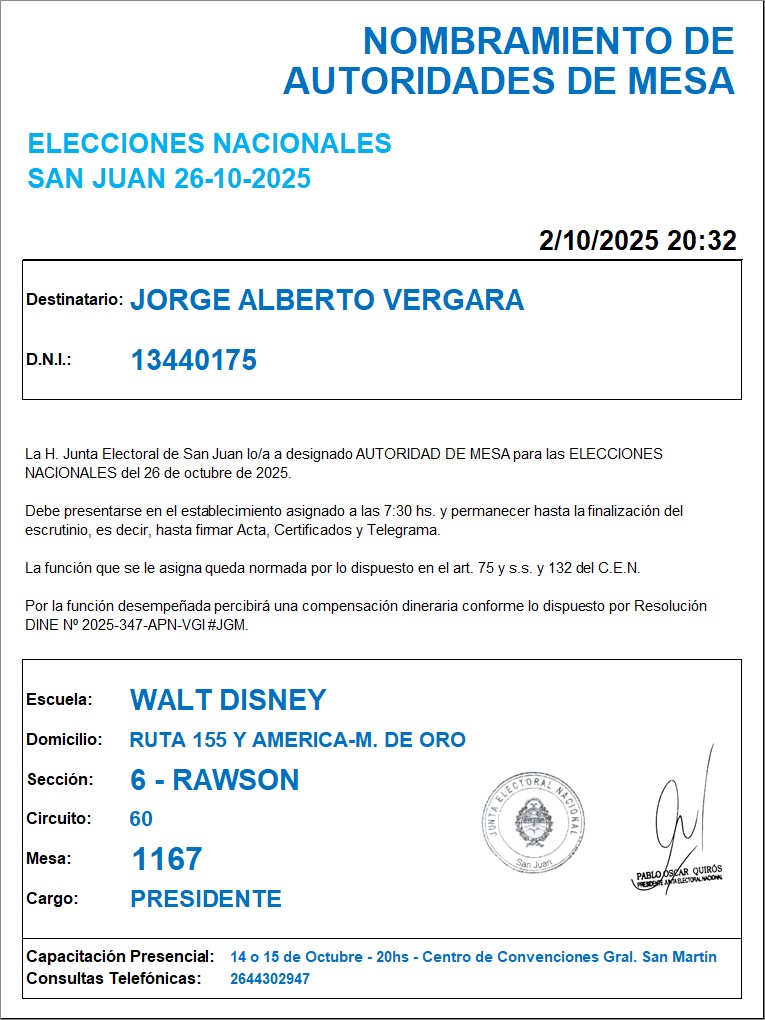 NOMBRAMIENTO DE
AUTORIDADES DE MESA
ELECCIONES NACIONALES
SAN JUAN 26-10-2025
2/10/2025 20:32
Destinatario: JORGE ALBERTO VERGARA
D.N.I.: 13440175
La H. Junta Electoral de San Juan lo/a a designado AUTORIDAD DE MESA para las ELECCIONES
NACIONALES del 26 de octubre de 2025.
Debe presentarse en el establecimiento asignado a las 7:30 hs. y permanecer hasta la finalización del
escrutinio, es decir, hasta firmar Acta, Certificados y Telegrama.
La función que se le asigna queda normada por lo dispuesto en el art. 75 y s.s. y 132 del C.E.N.
Por la función desempeñada percibirá una compensación dineraria conforme lo dispuesto por Resolución
DINE Nº 2025-347-APN-VGI#JGM.
Escuela: WALT DISNEY
Domicilio: RUTA 155 Y AMERICA-M. DE ORO
Sección: 6 - RAWSON
Circuito: 60
Mesa: 1167
Cargo: PRESIDENTE
JUNTA ELECTORAL NACIONAL
San Juan
PABLO OSCAR QUIRÓS
PRESIDENTE JUNTA ELECTORAL NACIONAL
Capacitación Presencial: 14 o 15 de Octubre - 20hs - Centro de Convenciones Gral. San Martín
Consultas Telefónicas: 2644302947